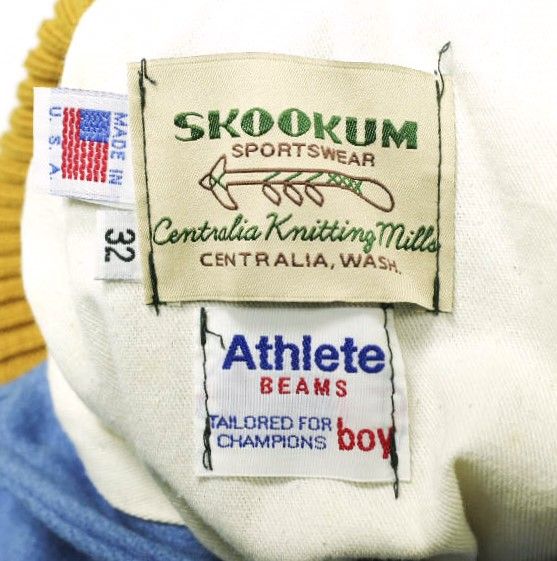 MADE IN
U.S.A
32
SKOOKUM
SPORTSWEAR
Centralia Knitting Mills
CENTRALIA, WASH.
Athlete
BEAMS
TAILORED FOR
CHAMPIONS boy